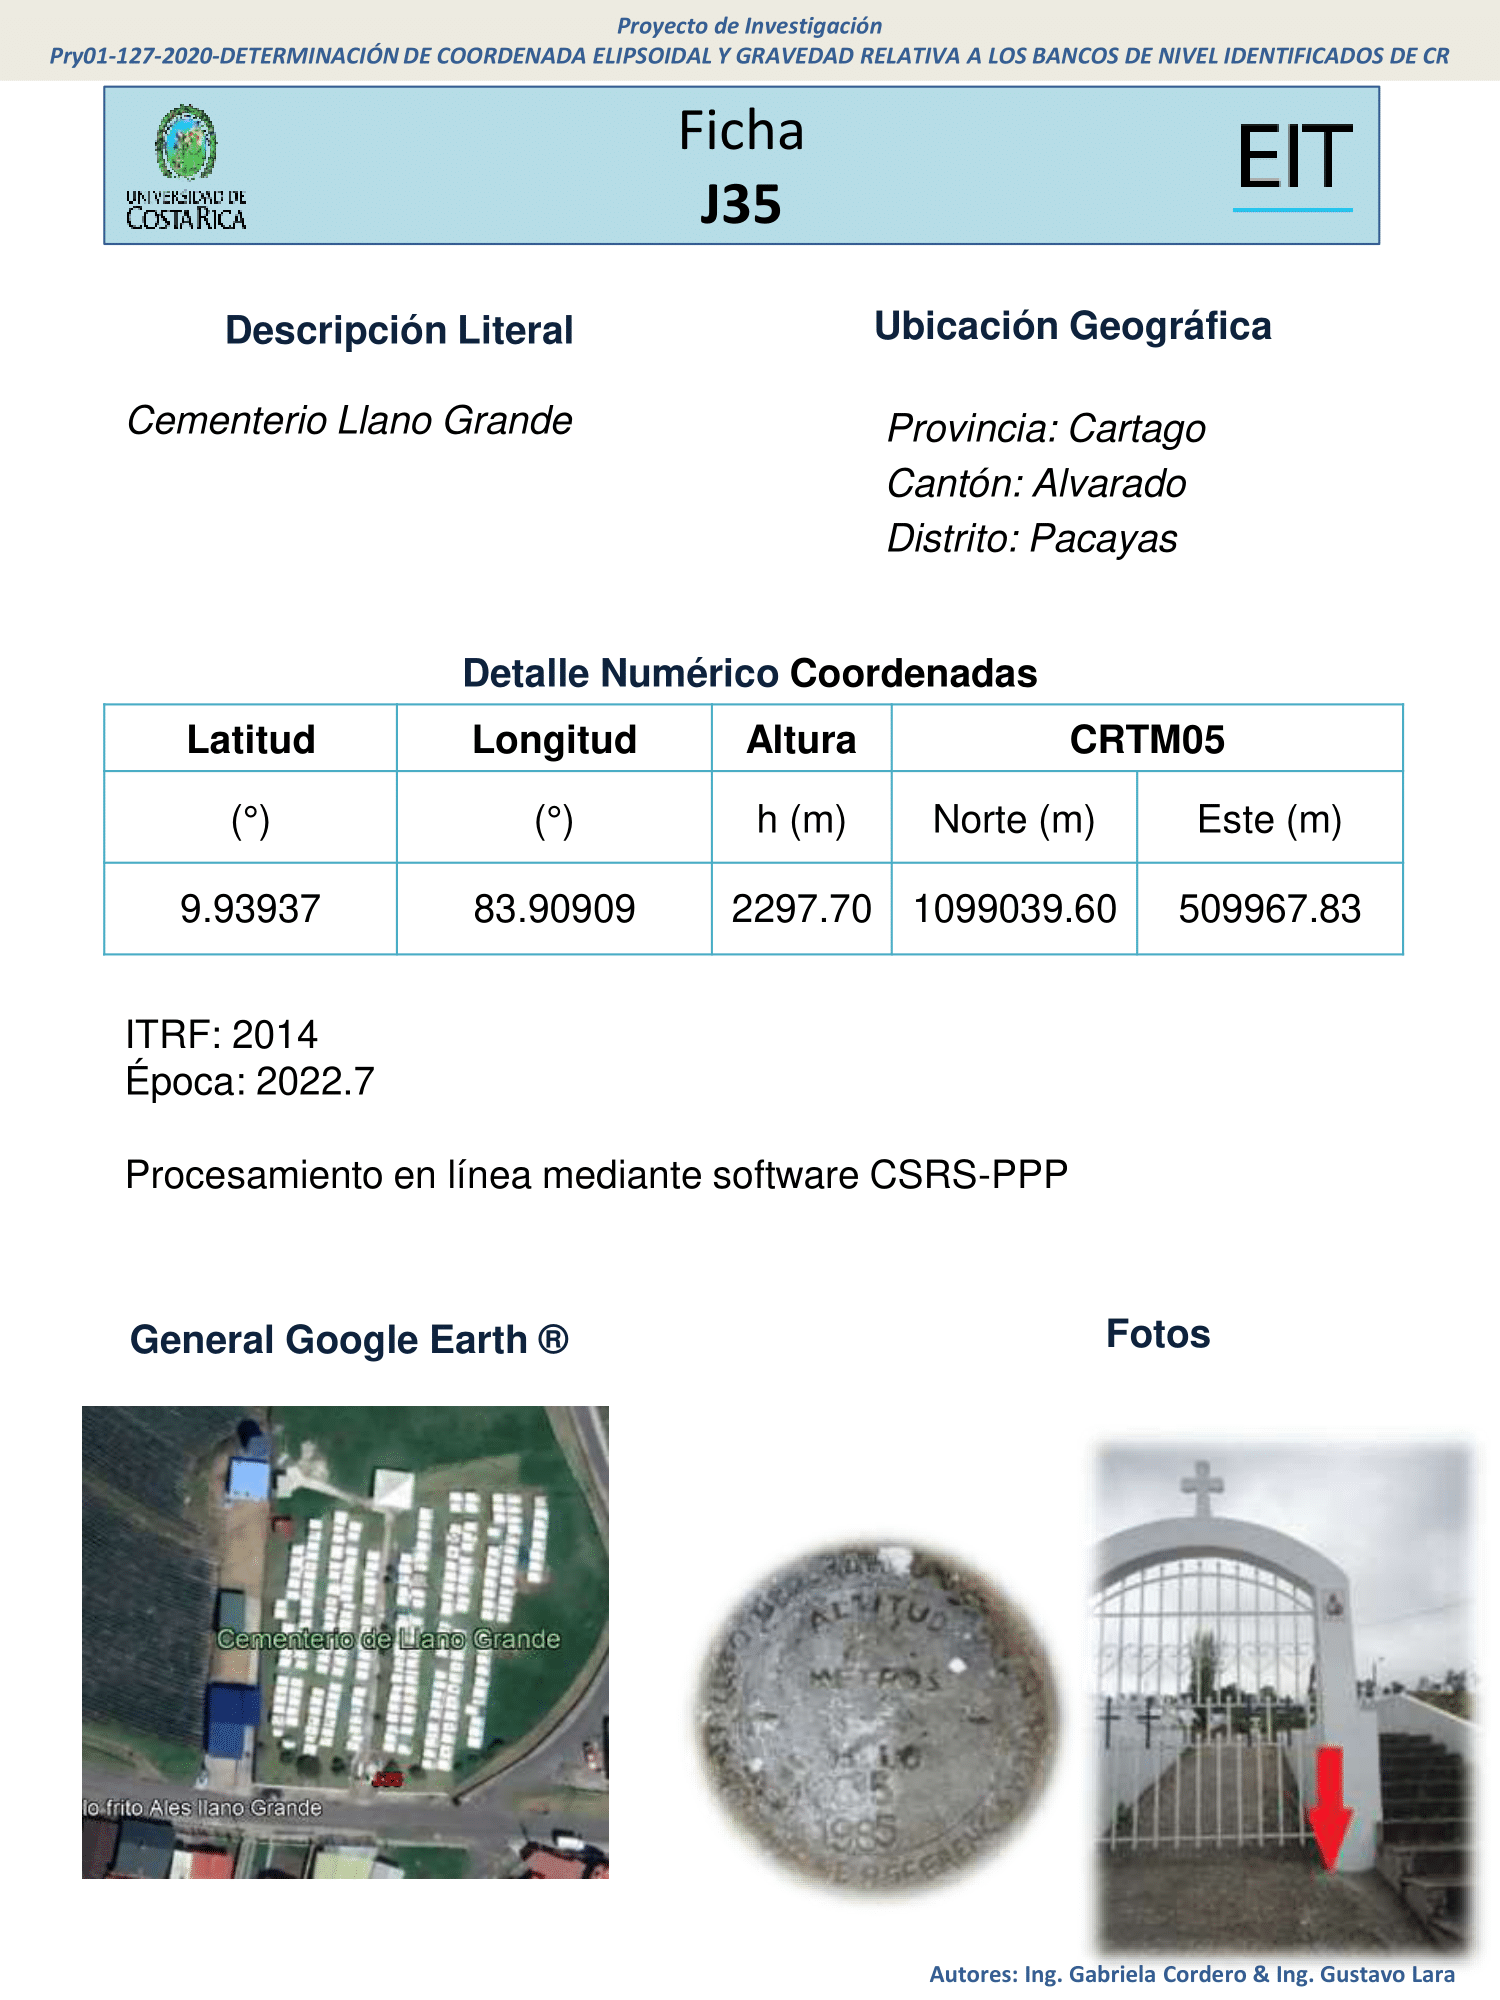 Proyecto de Investigación
Pry01-127-2020-DETERMINACIÓN DE COORDENADA ELIPSOIDAL Y GRAVEDAD RELATIVA A LOS BANCOS DE NIVEL IDENTIFICADOS DE CR
UNIVERSIDAD DE
COSTA RICA
Ficha
J35
EIT
Descripción Literal
Cementerio Llano Grande
Ubicación Geográfica
Provincia: Cartago
Cantón: Alvarado
Distrito: Pacayas
Detalle Numérico Coordenadas
Latitud Longitud Altura CRTM05
(°) (°) h (m) Norte (m) Este (m)
9.93937 83.90909 2297.70 1099039.60 509967.83
ITRF: 2014
Época: 2022.7
Procesamiento en línea mediante software CSRS-PPP
General Google Earth ®
Cementerio de Llano Grande
J35
lo frito Ales llano Grande
Fotos
METROS
1985
Autores: Ing. Gabriela Cordero & Ing. Gustavo Lara